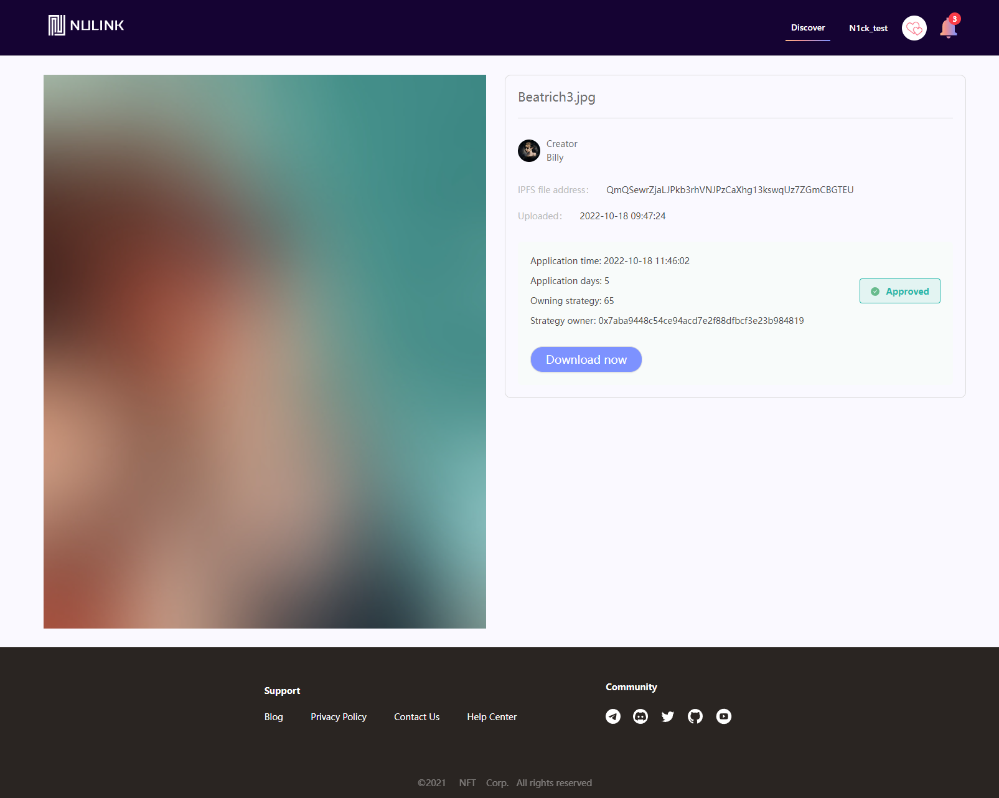 NULINK
Discover
N1ck_test
3
Beatrich3.jpg
Creator
Billy
IPFS file address: QmQSewrZjaLJPkb3rhVNJPzCaXhg13kswqUz7ZGmCBGTEU
Uploaded: 2022-10-18 09:47:24
Application time: 2022-10-18 11:46:02
Application days: 5
Owning strategy: 65
Strategy owner: 0x7aba9448c54ce94acd7e2f88dfbcf3e23b984819
Approved
Download now
Support
Blog Privacy Policy Contact Us Help Center
Community
©2021 NFT Corp. All rights reserved